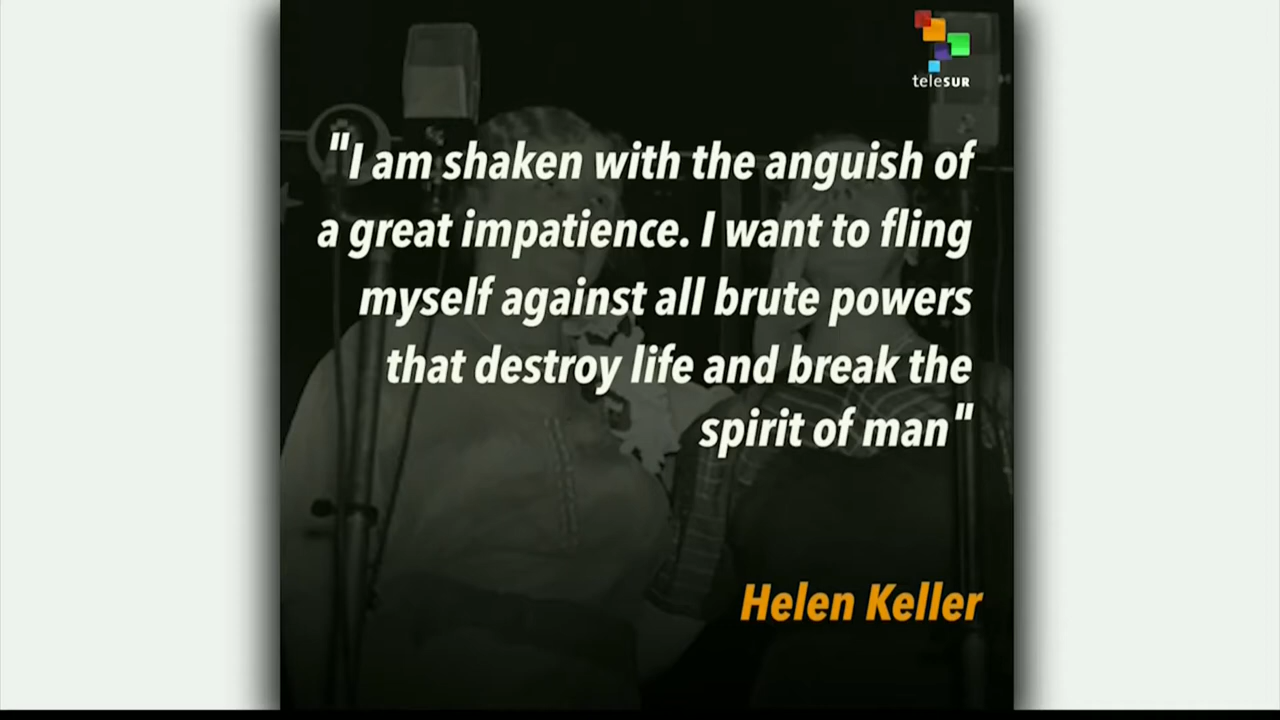 teleSUR
"I am shaken with the anguish of
a great impatience. I want to fling
myself against all brute powers
that destroy life and break the
spirit of man"
Helen Keller